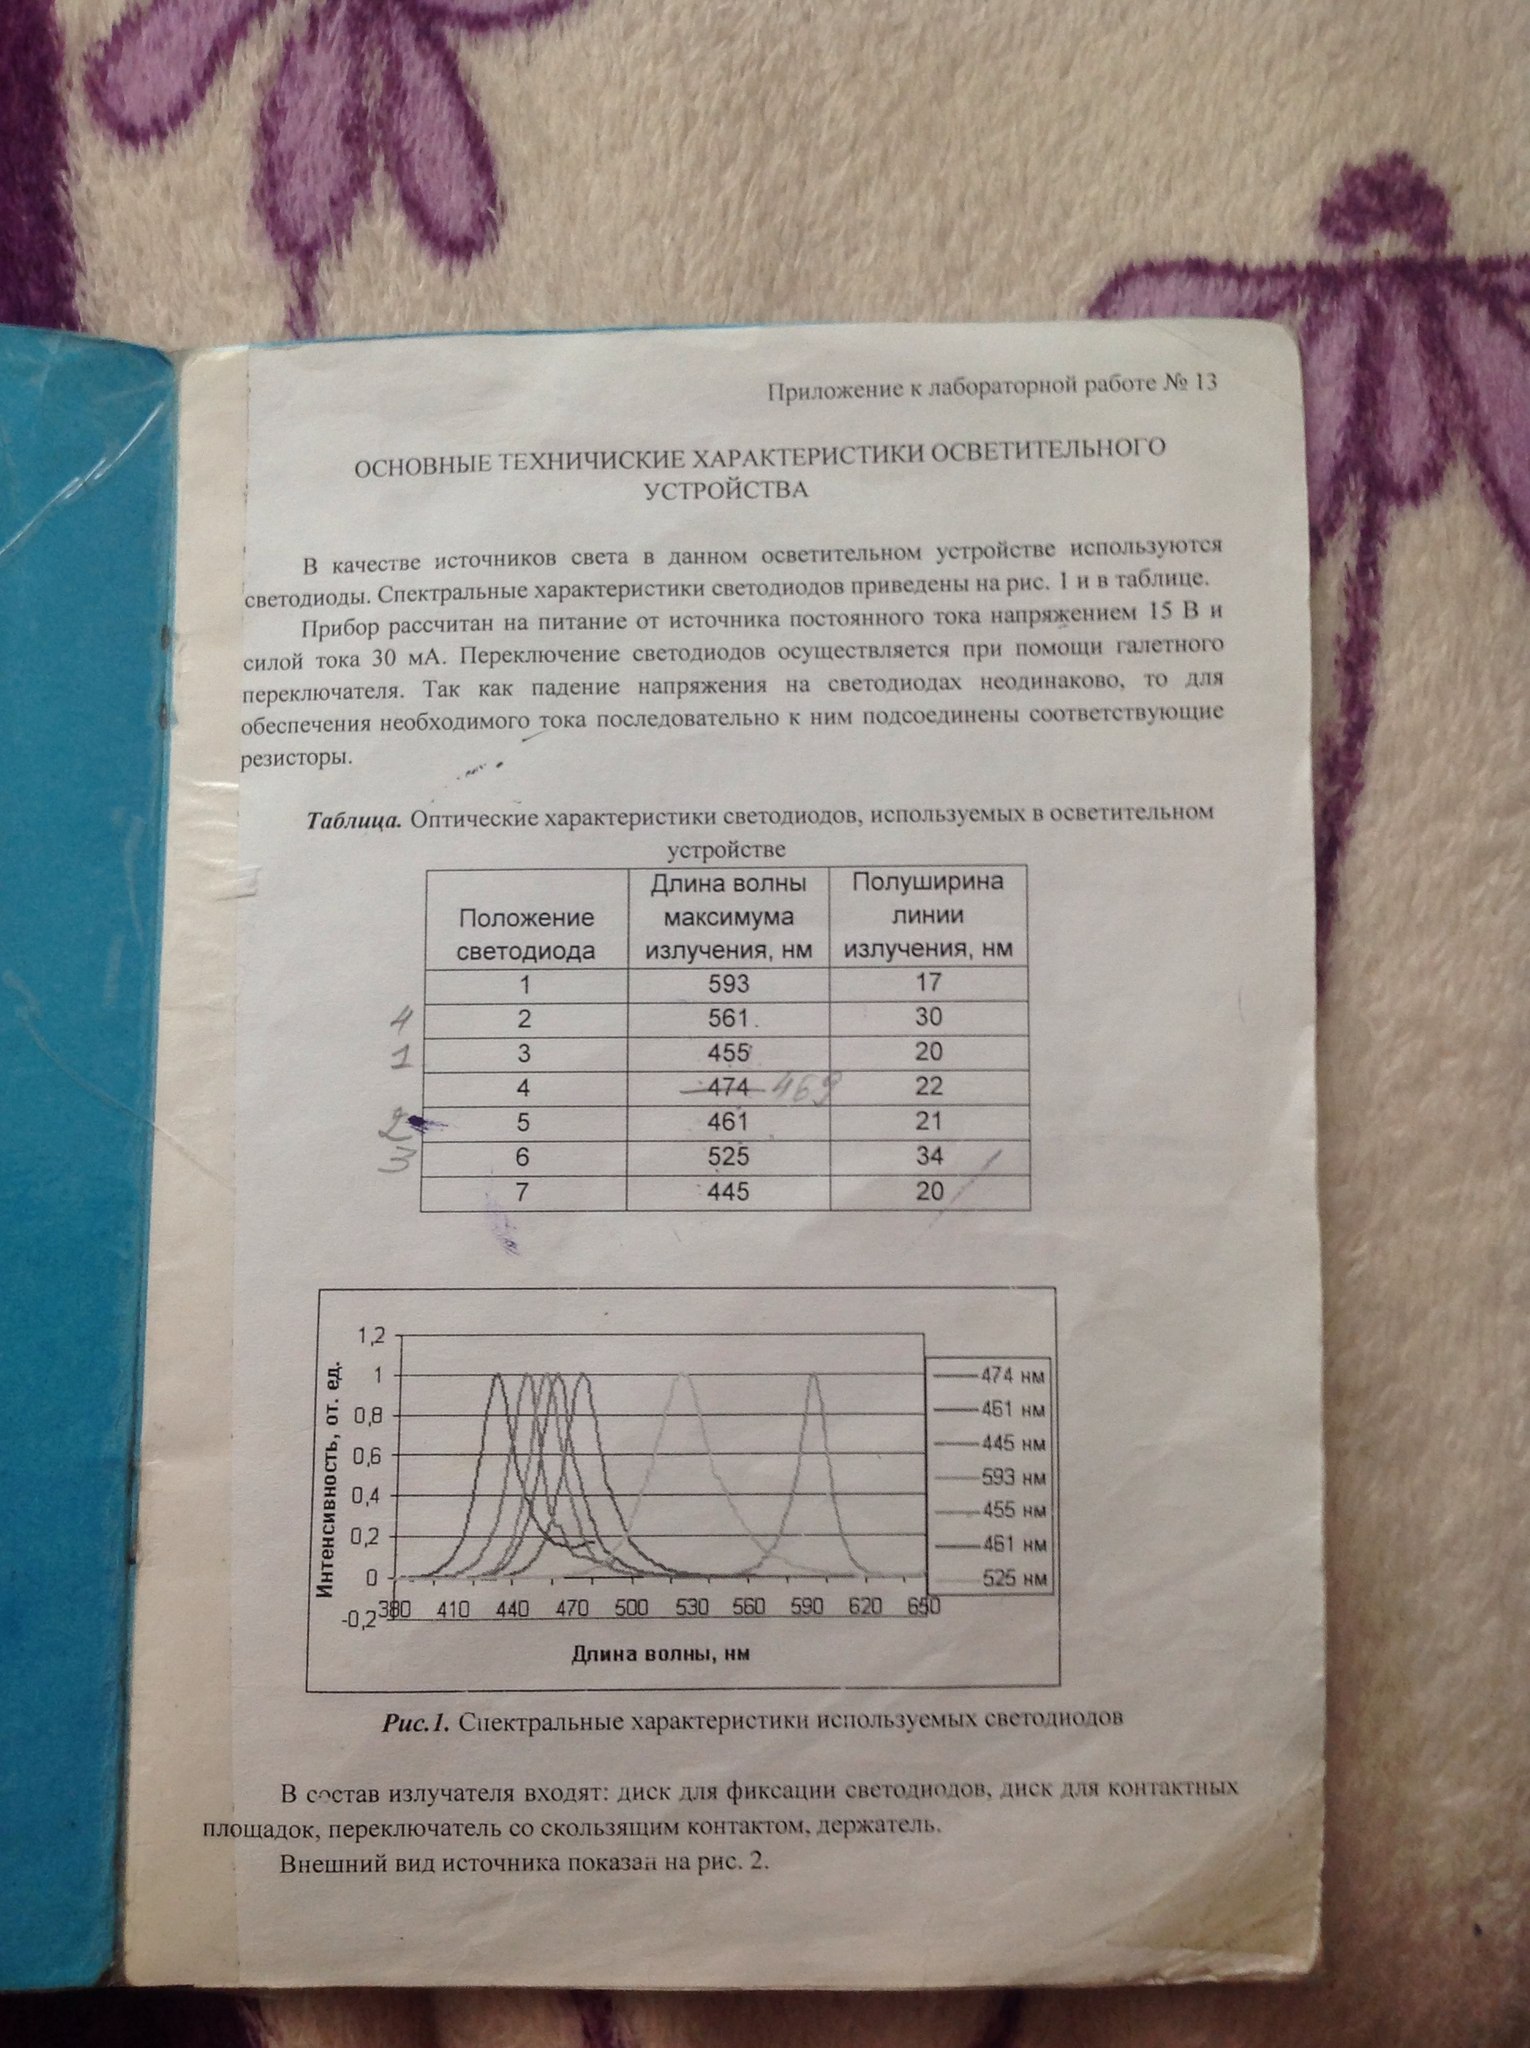 Приложение к лабораторной работе № 13
ОСНОВНЫЕ ТЕХНИЧИСКИЕ ХАРАКТЕРИСТИКИ ОСВЕТИТЕЛЬНОГО
УСТРОЙСТВА
В качестве источников света в данном осветительном устройстве используются
светодиоды. Спектральные характеристики светодиодов приведены на рис. 1 и в таблице.
Прибор рассчитан на питание от источника постоянного тока напряжением 15 В и
силой тока 30 мА. Переключение светодиодов осуществляется при помощи галетного
переключателя. Так как падение напряжения на светодиодах неодинаково, то для
обеспечения необходимого тока последовательно к ним подсоединены соответствующие
резисторы.
Таблица. Оптические характеристики светодиодов, используемых в осветительном
устройстве
Положение светодиода Длина волны максимума излучения, нм Полуширина линии излучения, нм
1 593 17
4 2 561 30
1 3 455 20
4 474 469 22
2 5 461 21
3 6 525 34
7 445 20
Интенсивность, от. ед.
1,2
1
0,8
0,6
0,4
0,2
0
-0,2
380 410 440 470 500 530 560 590 620 650
Длина волны, нм
474 нм
461 нм
445 нм
593 нм
455 нм
461 нм
525 нм
Рис.1. Спектральные характеристики используемых светодиодов
В состав излучателя входят: диск для фиксации светодиодов, диск для контактных
площадок, переключатель со скользящим контактом, держатель.
Внешний вид источника показан на рис. 2.